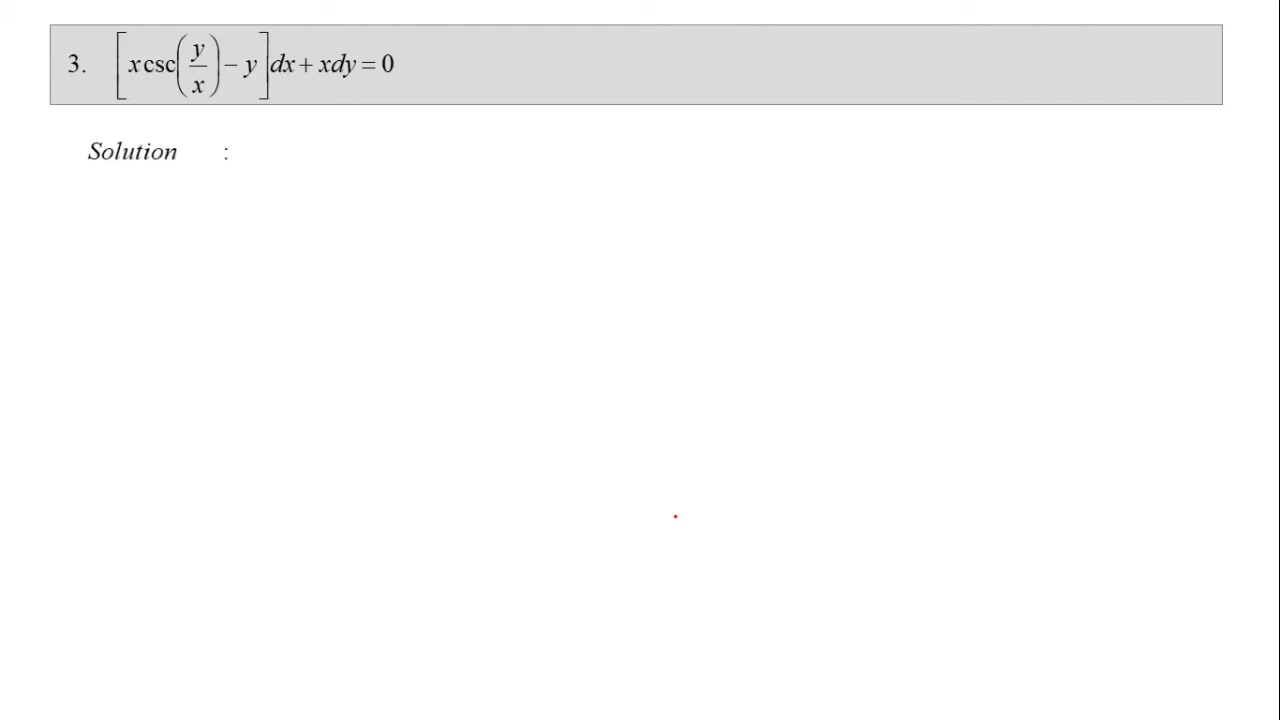 3. [x csc(y/x) − y]dx + xdy = 0
Solution :